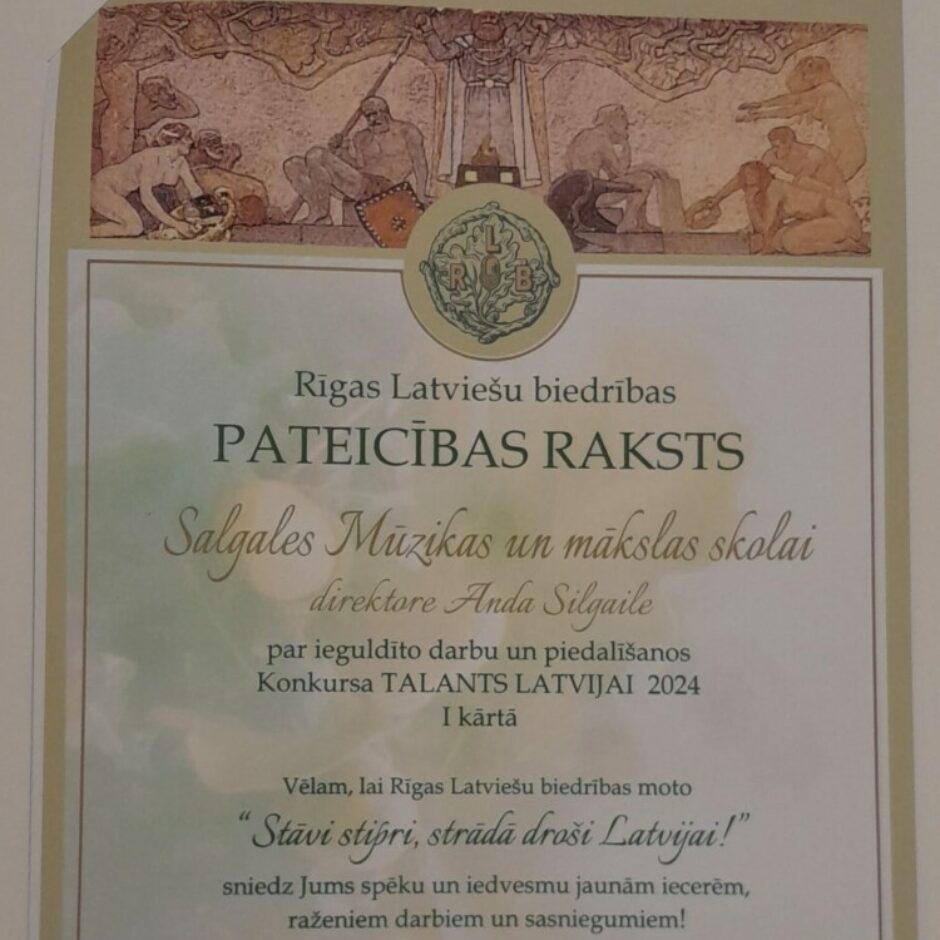 L
R B
Rīgas Latviešu biedrības
PATEICĪBAS RAKSTS
Salgales Mūzikas un mākslas skolai
direktore Anda Silgaile
par ieguldīto darbu un piedalīšanos
Konkursa TALANTS LATVIJAI 2024
I kārtā
Vēlam, lai Rīgas Latviešu biedrības moto
“Stāvi stipri, strādā droši Latvijai!”
sniedz Jums spēku un iedvesmu jaunām iecerēm,
raženiem darbiem un sasniegumiem!